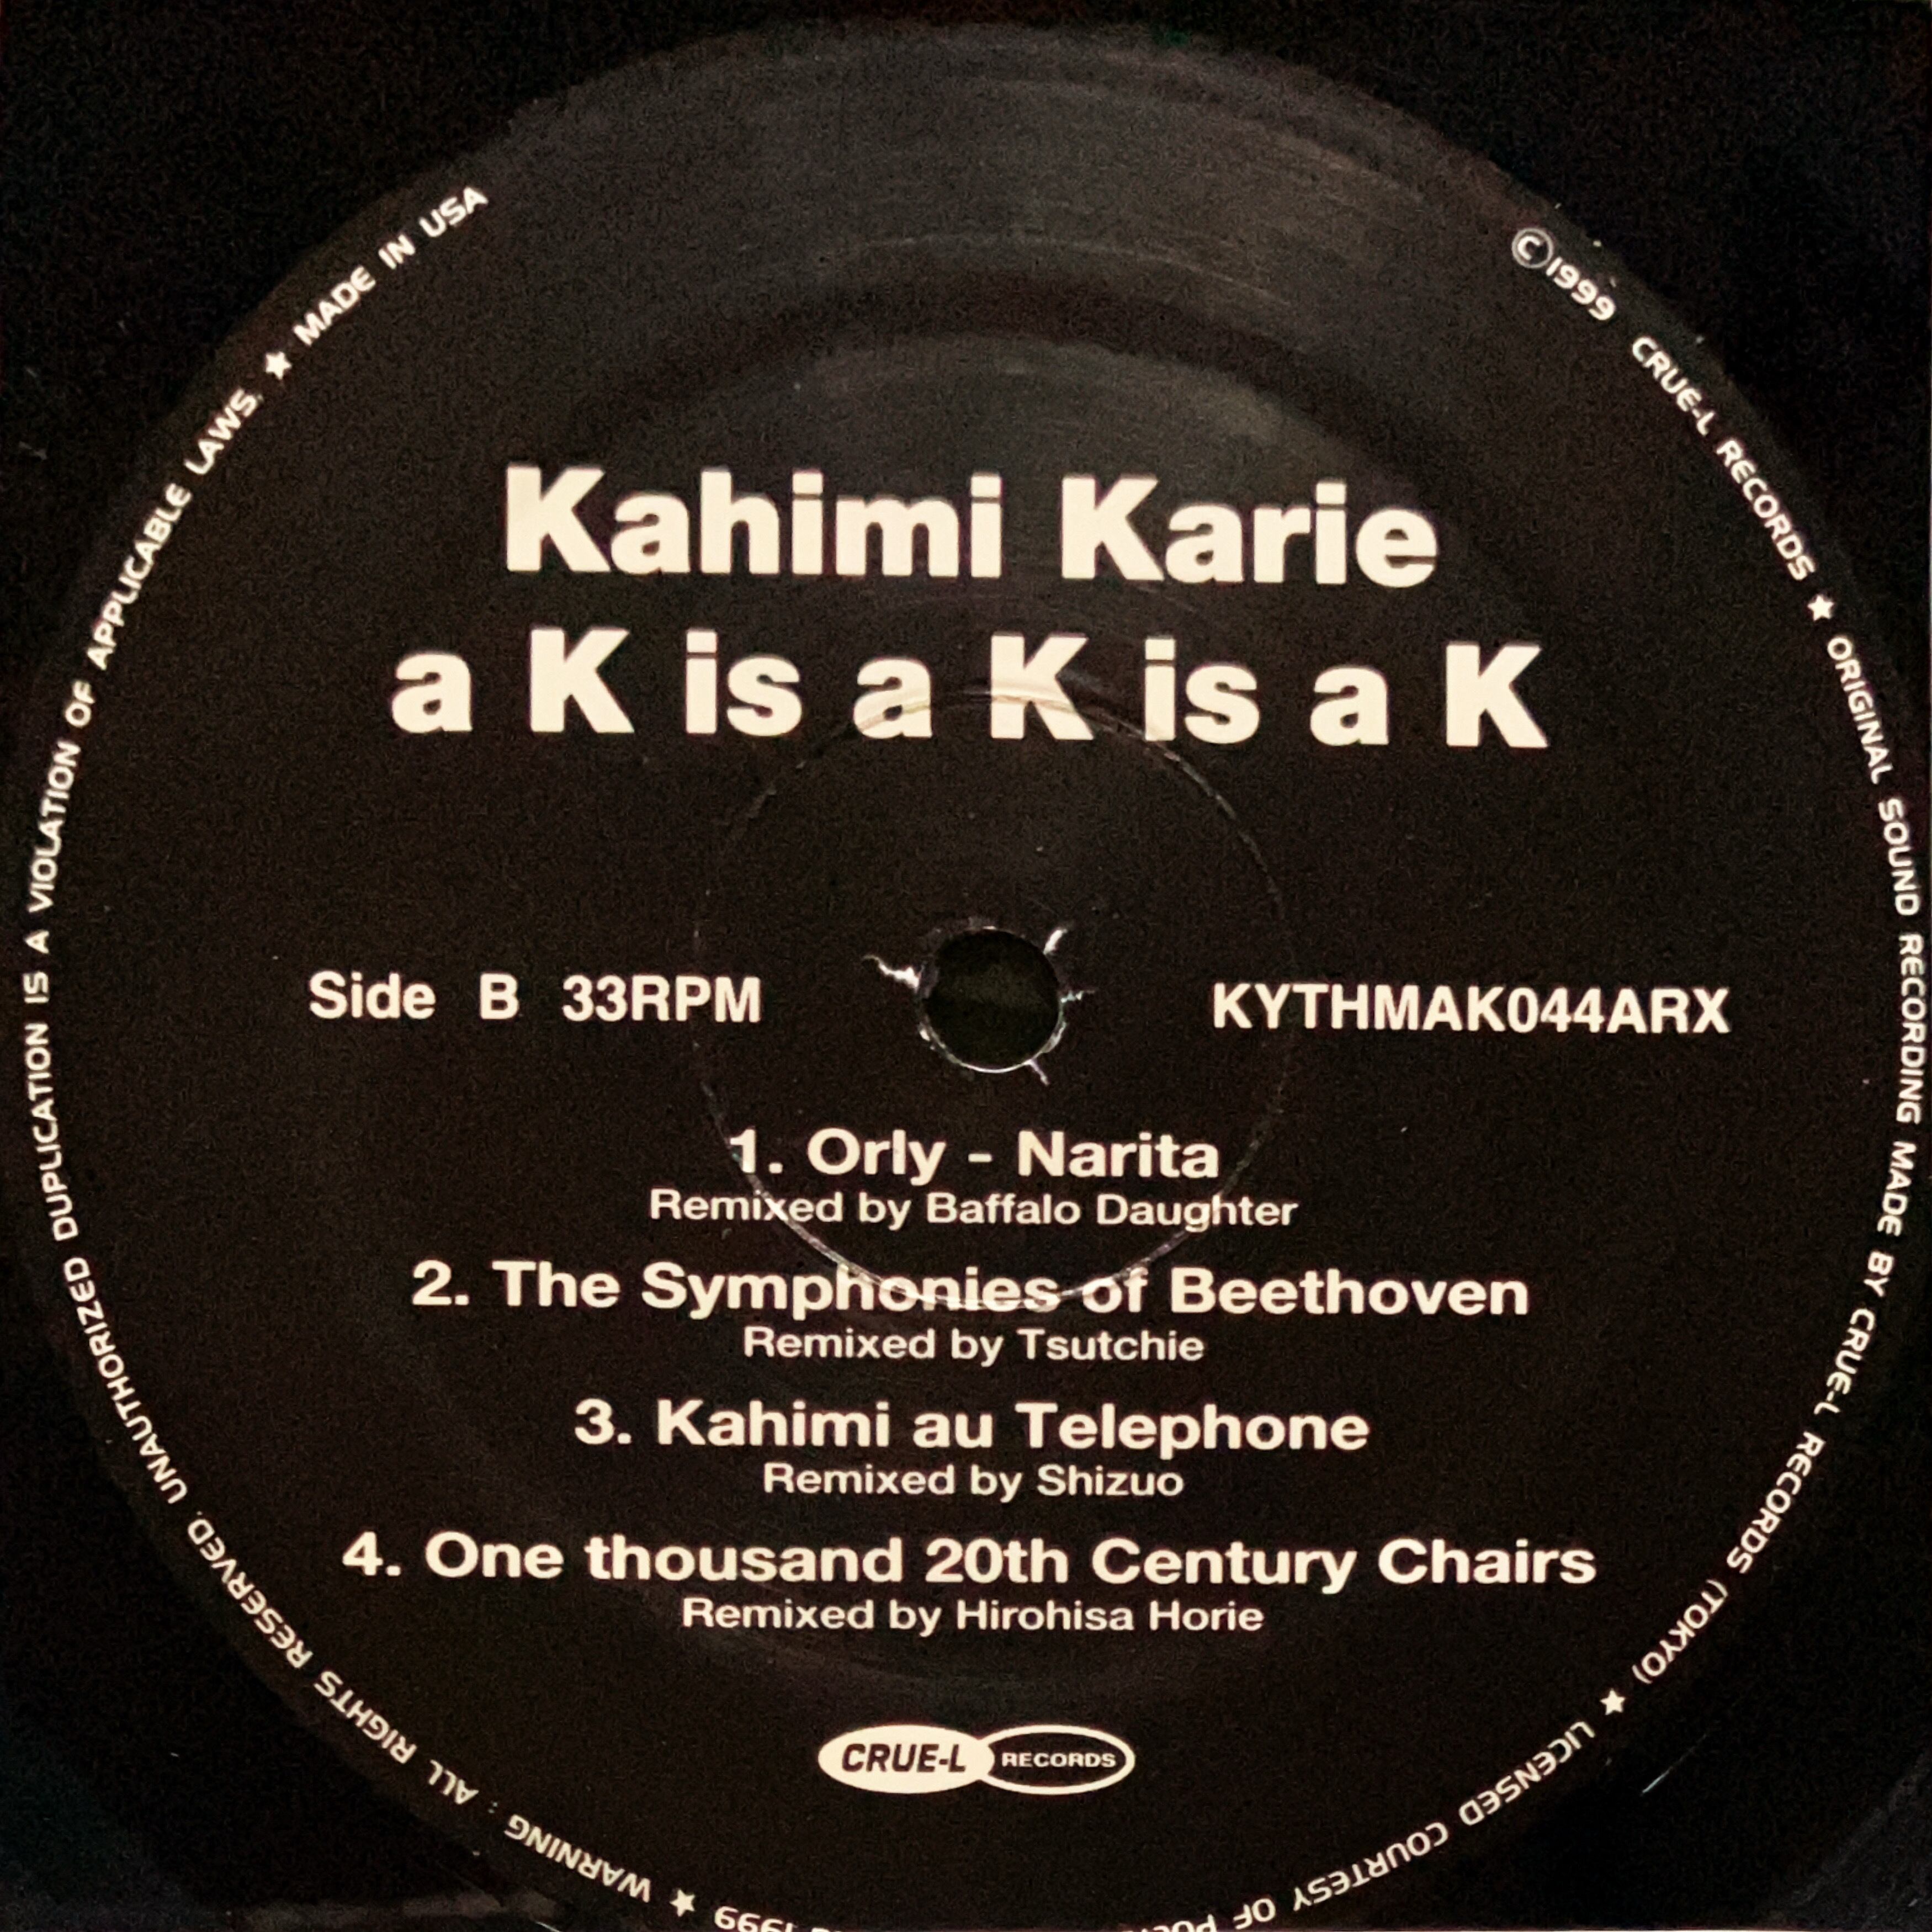 Kahimi Karie
a K is a K is a K
Side B 33RPM
KYTHMAK044ARX
1. Orly - Narita
Remixed by Baffalo Daughter
2. The Symphonies of Beethoven
Remixed by Tsutchie
3. Kahimi au Telephone
Remixed by Shizuo
4. One thousand 20th Century Chairs
Remixed by Hirohisa Horie
CRUE-L RECORDS
©1999 CRUE-L RECORDS ★ ORIGINAL SOUND RECORDING MADE BY CRUE-L RECORDS (TOKYO) ★ LICENSED COURTESY OF 1999 ★ WARNING : ALL RIGHTS RESERVED. UNAUTHORIZED DUPLICATION IS A VIOLATION OF APPLICABLE LAWS. ★ MADE IN USA